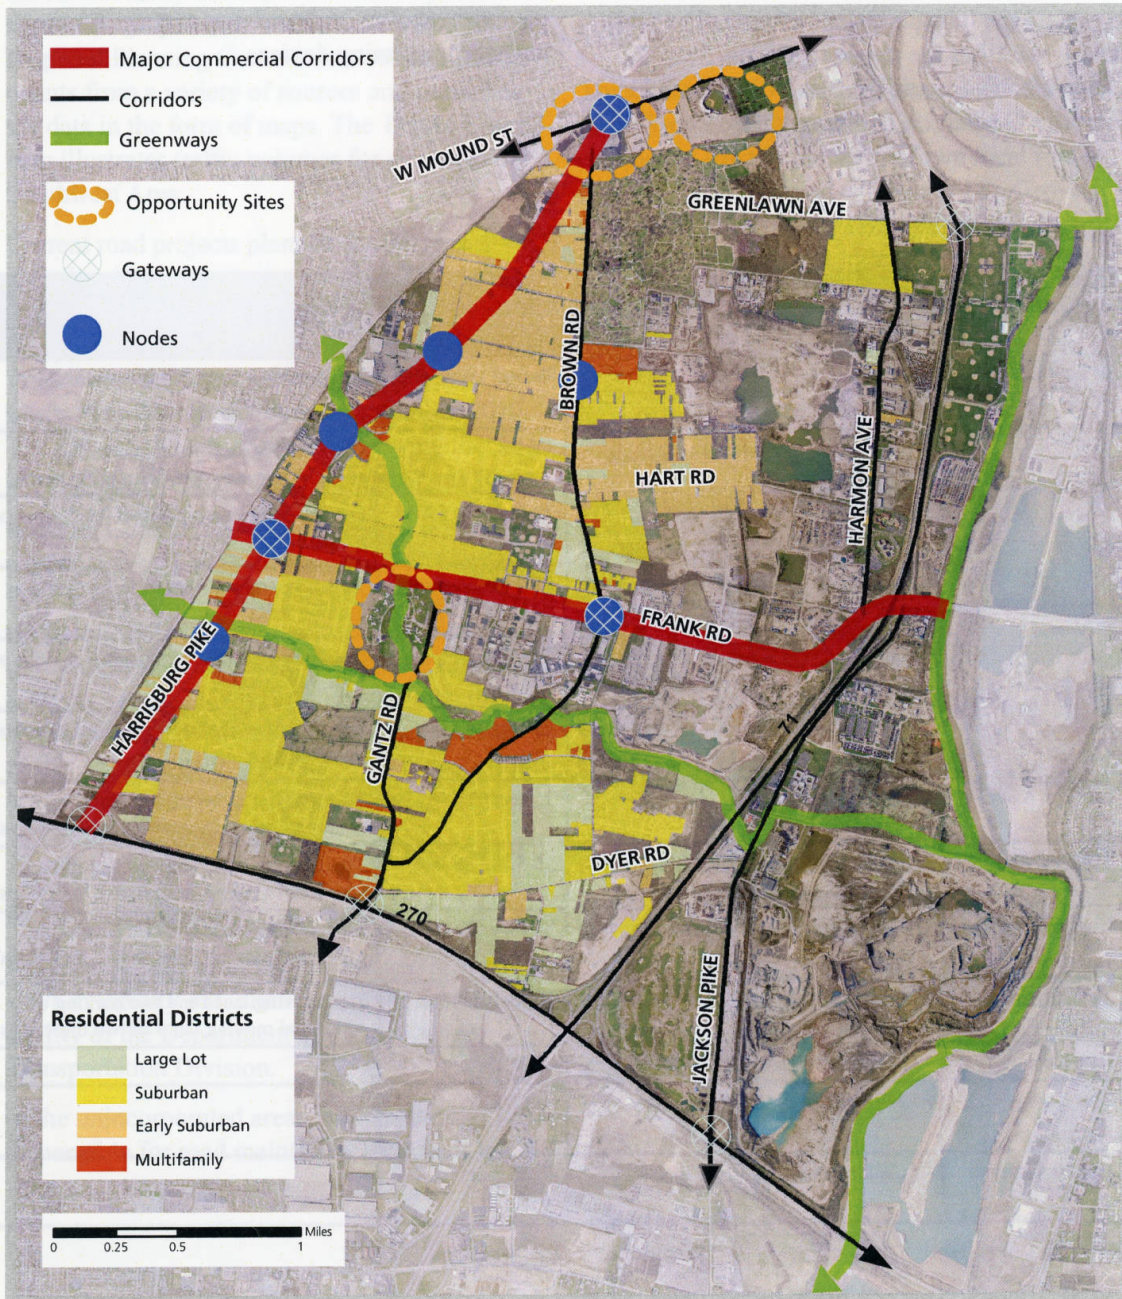 Major Commercial Corridors
Corridors
Greenways
Opportunity Sites
Gateways
Nodes
W MOUND ST
GREENLAWN AVE
BROWN RD
HART RD
HARMON AVE
FRANK RD
HARRISBURG PIKE
GANTZ RD
71
DYER RD
270
JACKSON PIKE
Residential Districts
Large Lot
Suburban
Early Suburban
Multifamily
Miles
0 0.25 0.5 1